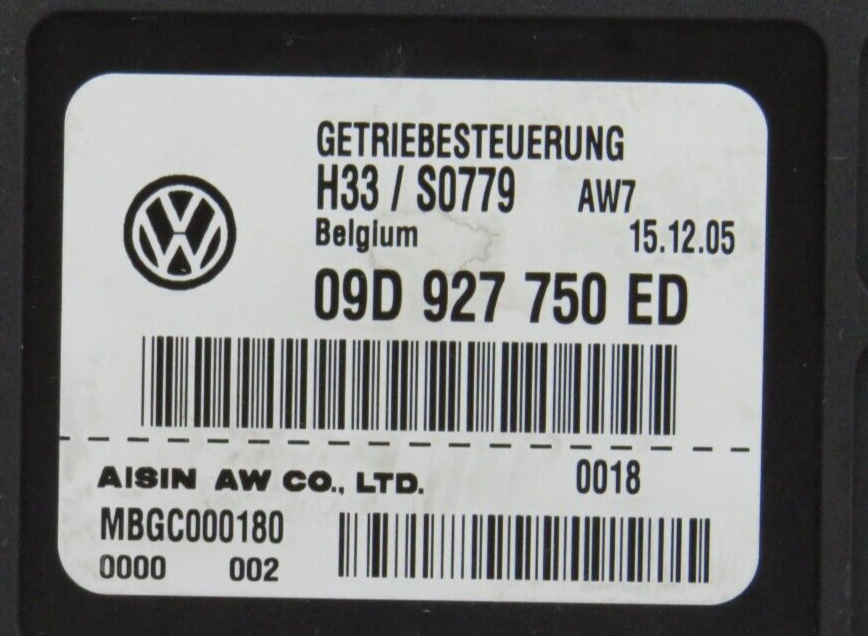 GETRIEBESTEUERUNG
H33 / S0779 AW7
Belgium 15.12.05
09D 927 750 ED
AISIN AW CO., LTD. 0018
MBGC000180
0000 002